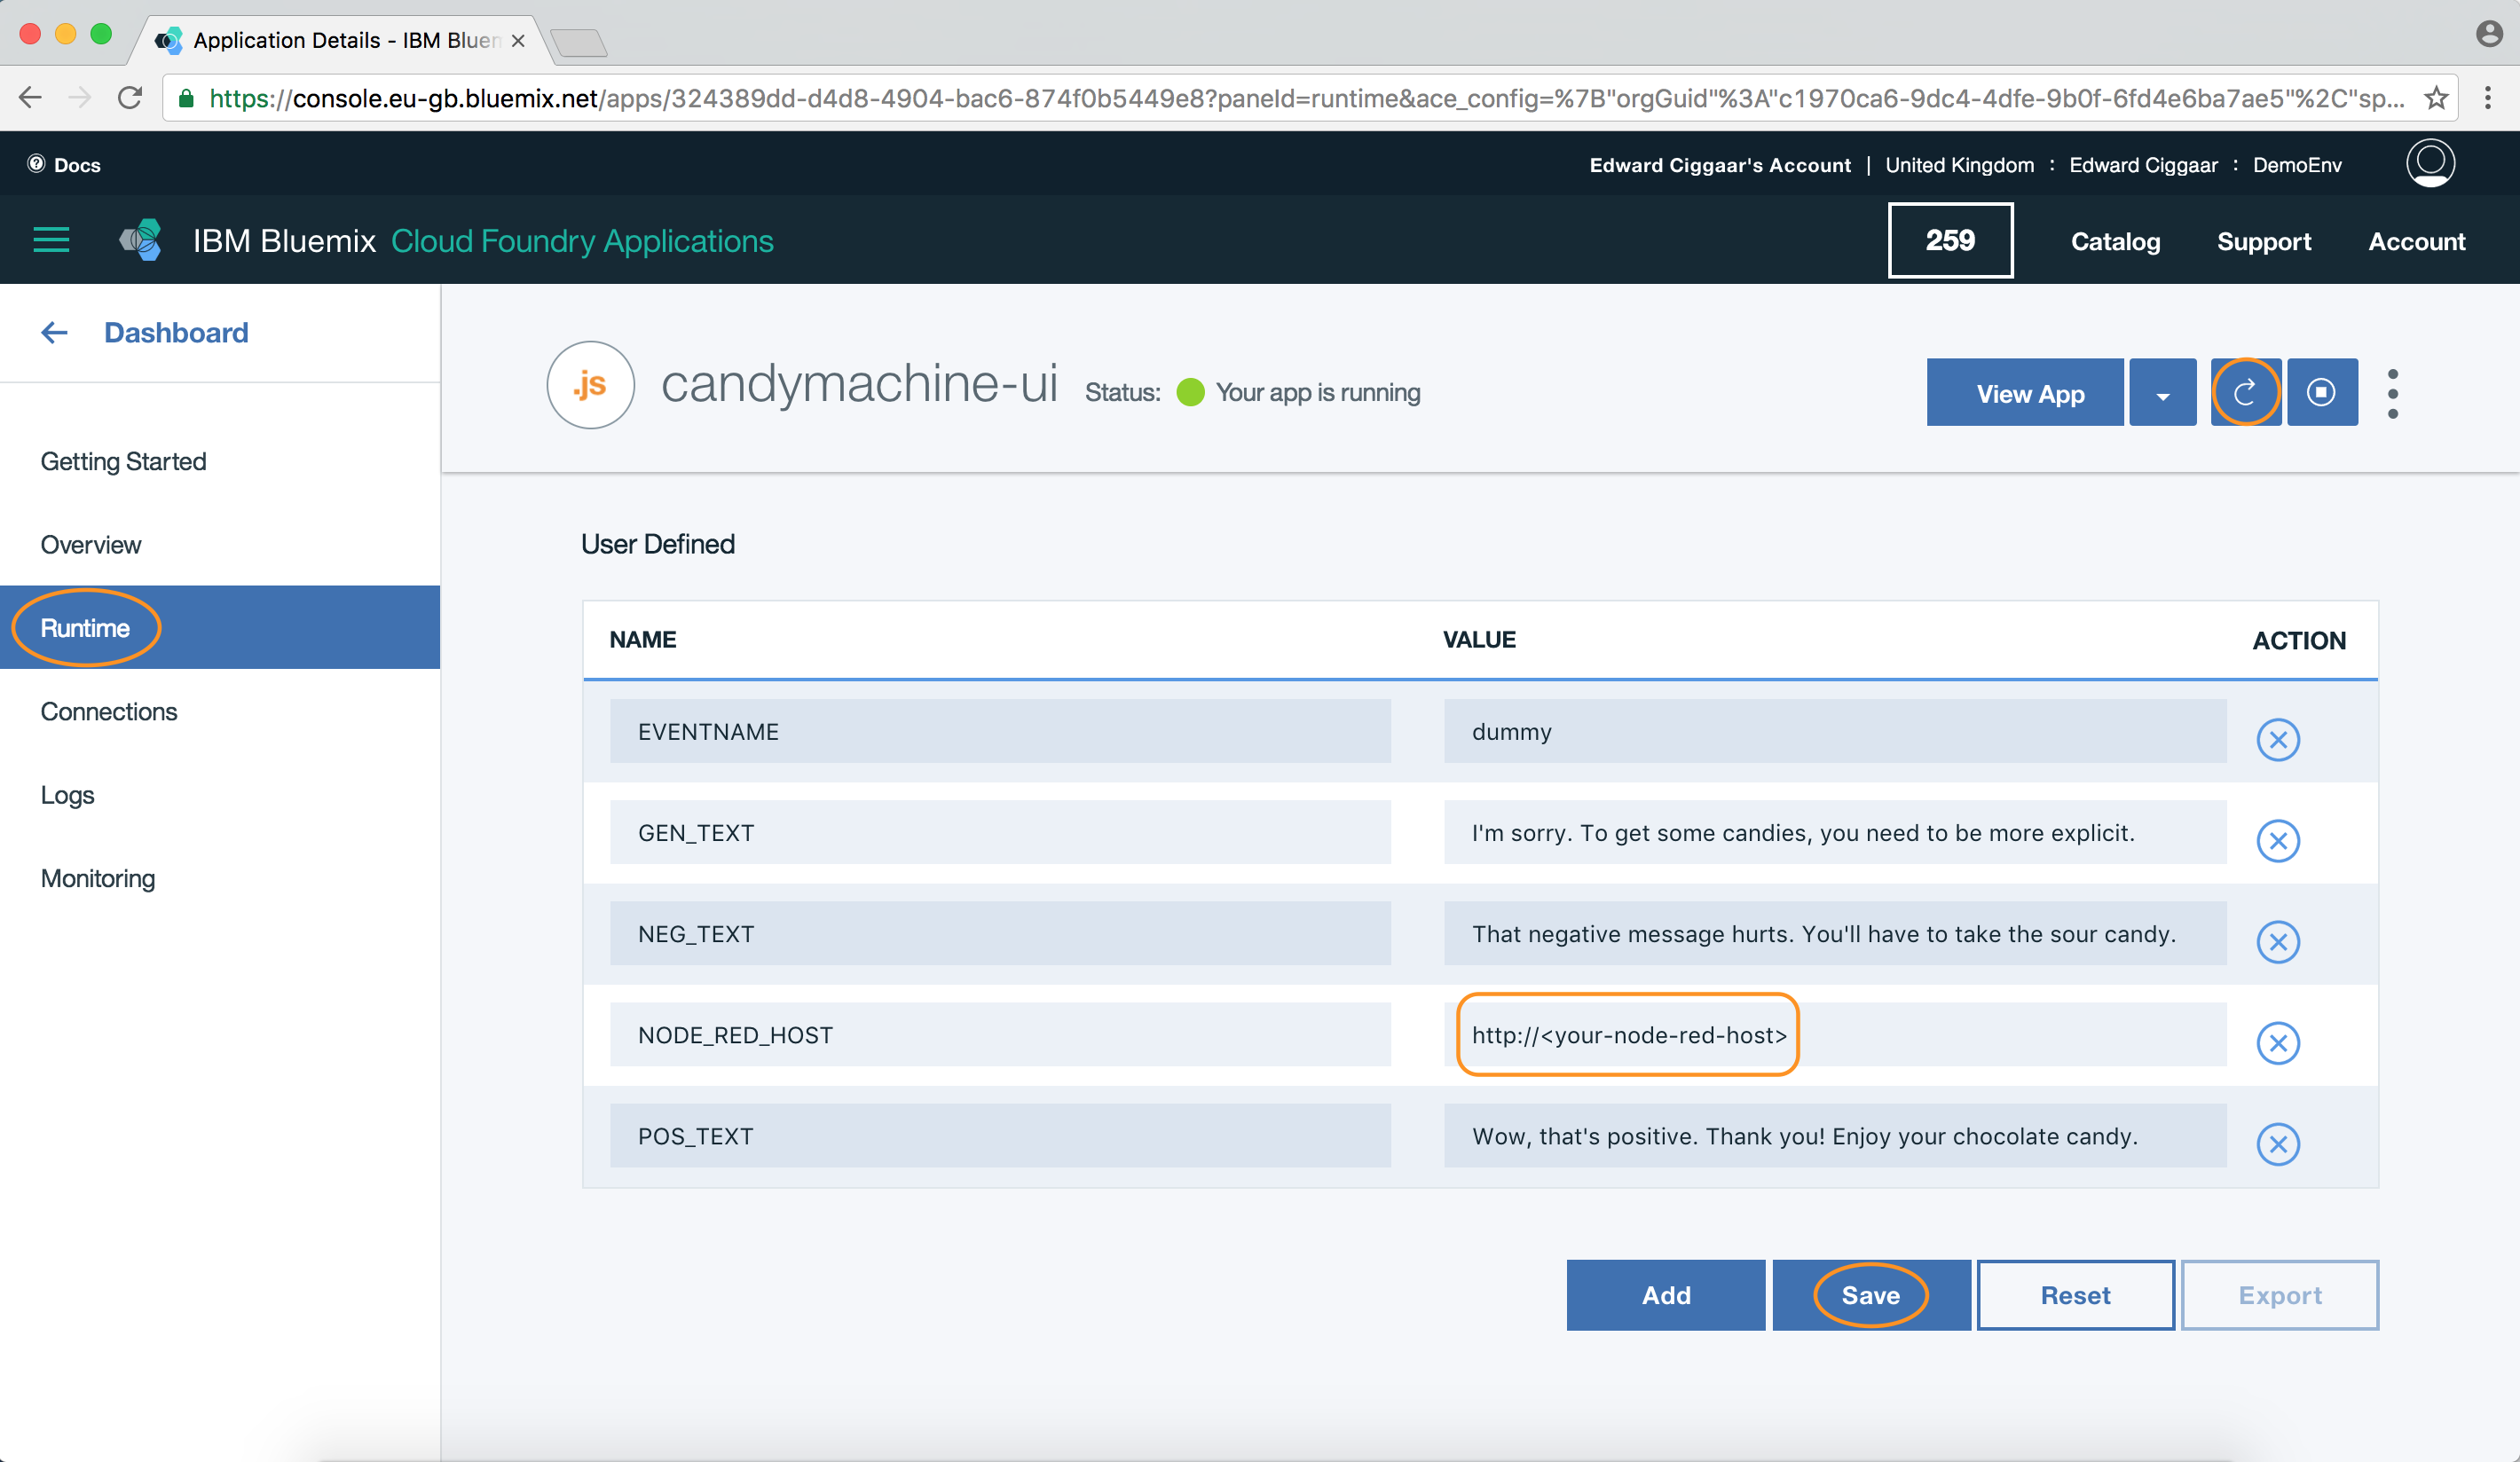 Application Details - IBM Bluen
https://console.eu-gb.bluemix.net/apps/324389dd-d4d8-4904-bac6-874f0b5449e8?paneId=runtime&ace_config=%7B"orgGuid"%3A"c1970ca6-9dc4-4dfe-9b0f-6fd4e6ba7ae5"%2C"sp...
Docs
Edward Ciggaar's Account | United Kingdom : Edward Ciggaar : DemoEnv
IBM Bluemix Cloud Foundry Applications
259
Catalog
Support
Account
Dashboard
Getting Started
Overview
Runtime
Connections
Logs
Monitoring
.js
candymachine-ui
Status: Your app is running
View App
User Defined
NAME VALUE ACTION
EVENTNAME dummy
GEN_TEXT I'm sorry. To get some candies, you need to be more explicit.
NEG_TEXT That negative message hurts. You'll have to take the sour candy.
NODE_RED_HOST http://<your-node-red-host>
POS_TEXT Wow, that's positive. Thank you! Enjoy your chocolate candy.
Add Save Reset Export